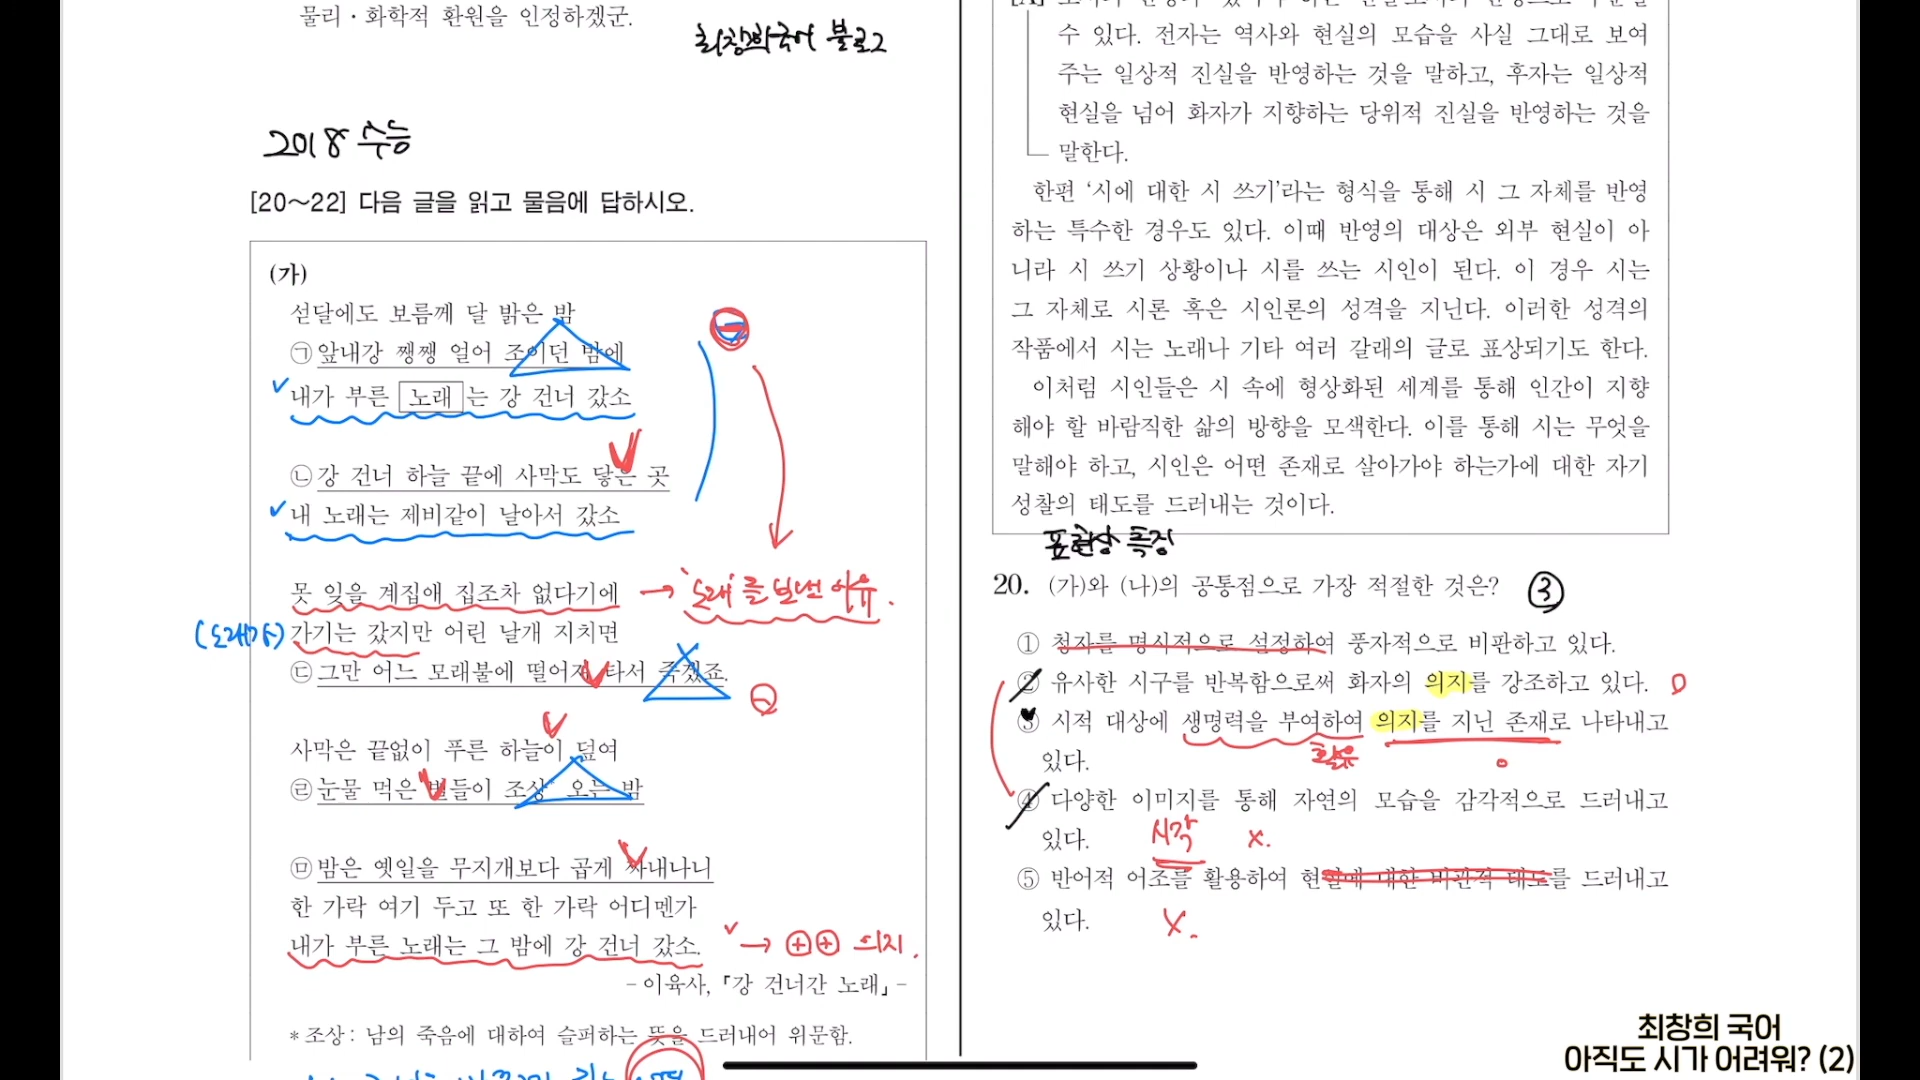 물리·화학적 환원을 인정하겠군.
최창희국어 블로그
2018 수능
[20～22] 다음 글을 읽고 물음에 답하시오.
(가)
섣달에도 보름께 달 밝은 밤
㉠앞내강 쨍쨍 얼어 조이던 밤에
내가 부른 노래는 강 건너 갔소
㉡강 건너 하늘 끝에 사막도 닿은 곳
내 노래는 제비같이 날아서 갔소
못 잊을 계집애 집조차 없다기에 → '노래'를 보낸 이유.
(노래가) 가기는 갔지만 어린 날개 지치면
㉢그만 어느 모래불에 떨어져 타서 죽겠죠.
사막은 끝없이 푸른 하늘이 덮여
㉣눈물 먹은 별들이 조상 오는 밤
㉤밤은 옛일을 무지개보다 곱게 짜내나니
한 가락 여기 두고 또 한 가락 어디멘가
내가 부른 노래는 그 밤에 강 건너 갔소. → ⊕⊕ 의지.
- 이육사, 「강 건너간 노래」 -
* 조상 : 남의 죽음에 대하여 슬퍼하는 뜻을 드러내어 위문함.
수 있다. 전자는 역사와 현실의 모습을 사실 그대로 보여
주는 일상적 진실을 반영하는 것을 말하고, 후자는 일상적
현실을 넘어 화자가 지향하는 당위적 진실을 반영하는 것을
말한다.
한편 ‘시에 대한 시 쓰기’라는 형식을 통해 시 그 자체를 반영
하는 특수한 경우도 있다. 이때 반영의 대상은 외부 현실이 아
니라 시 쓰기 상황이나 시를 쓰는 시인이 된다. 이 경우 시는
그 자체로 시론 혹은 시인론의 성격을 지닌다. 이러한 성격의
작품에서 시는 노래나 기타 여러 갈래의 글로 표상되기도 한다.
이처럼 시인들은 시 속에 형상화된 세계를 통해 인간이 지향
해야 할 바람직한 삶의 방향을 모색한다. 이를 통해 시는 무엇을
말해야 하고, 시인은 어떤 존재로 살아가야 하는가에 대한 자기
성찰의 태도를 드러내는 것이다.
표현상 특징
20. (가)와 (나)의 공통점으로 가장 적절한 것은? ③
① 청자를 명시적으로 설정하여 풍자적으로 비판하고 있다.
② 유사한 시구를 반복함으로써 화자의 의지를 강조하고 있다. O
③ 시적 대상에 생명력을 부여하여 의지를 지닌 존재로 나타내고
있다. 활유
④ 다양한 이미지를 통해 자연의 모습을 감각적으로 드러내고
있다. 시각 X.
⑤ 반어적 어조를 활용하여 현실에 대한 비관적 태도를 드러내고
있다. X.
최창희 국어
아직도 시가 어려워? (2)